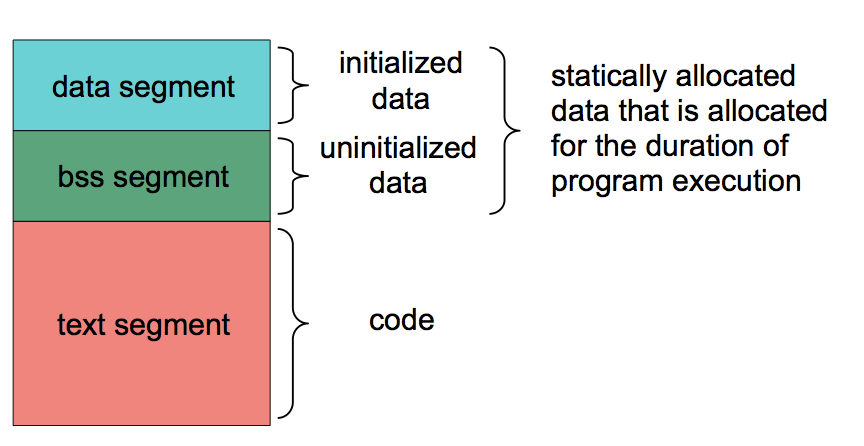 data segment
initialized
data
bss segment
uninitialized
data
statically allocated
data that is allocated
for the duration of
program execution
text segment
code